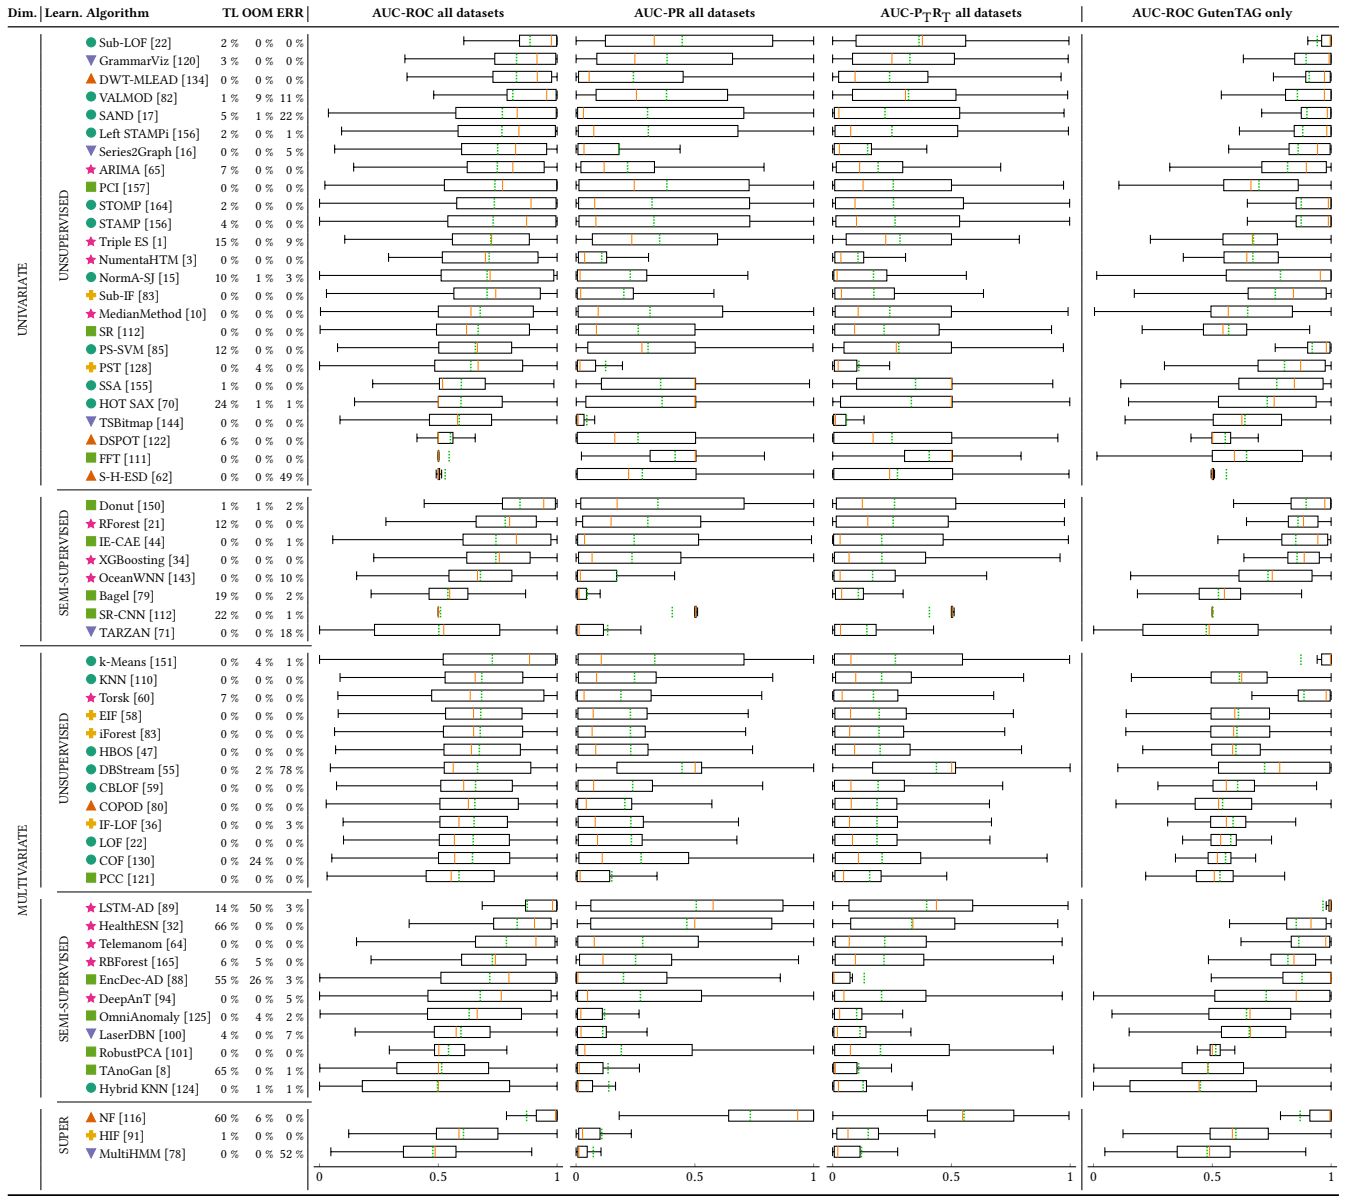 Dim. Learn. Algorithm TL OOM ERR AUC-ROC all datasets AUC-PR all datasets AUC-PTRT all datasets AUC-ROC GutenTAG only
UNIVARIATE
UNSUPERVISED
Sub-LOF [22] 2 % 0 % 0 %
GrammarViz [120] 3 % 0 % 0 %
DWT-MLEAD [134] 0 % 0 % 0 %
VALMOD [82] 1 % 9 % 11 %
SAND [17] 5 % 1 % 22 %
Left STAMPi [156] 2 % 0 % 1 %
Series2Graph [16] 0 % 0 % 5 %
ARIMA [65] 7 % 0 % 0 %
PCI [157] 0 % 0 % 0 %
STOMP [164] 2 % 0 % 0 %
STAMP [156] 4 % 0 % 0 %
Triple ES [1] 15 % 0 % 9 %
NumentaHTM [3] 0 % 0 % 0 %
NormA-SJ [15] 10 % 1 % 3 %
Sub-IF [83] 0 % 0 % 0 %
MedianMethod [10] 0 % 0 % 0 %
SR [112] 0 % 0 % 0 %
PS-SVM [85] 12 % 0 % 0 %
PST [128] 0 % 4 % 0 %
SSA [155] 1 % 0 % 0 %
HOT SAX [70] 24 % 1 % 1 %
TSBitmap [144] 0 % 0 % 0 %
DSPOT [122] 6 % 0 % 0 %
FFT [111] 0 % 0 % 0 %
S-H-ESD [62] 0 % 0 % 49 %
SEMI-SUPERVISED
Donut [150] 1 % 1 % 2 %
RForest [21] 12 % 0 % 0 %
IE-CAE [44] 0 % 0 % 1 %
XGBoosting [34] 0 % 0 % 0 %
OceanWNN [143] 0 % 0 % 10 %
Bagel [79] 19 % 0 % 2 %
SR-CNN [112] 22 % 0 % 1 %
TARZAN [71] 0 % 0 % 18 %
MULTIVARIATE
UNSUPERVISED
k-Means [151] 0 % 4 % 1 %
KNN [110] 0 % 0 % 0 %
Torsk [60] 7 % 0 % 0 %
EIF [58] 0 % 0 % 0 %
iForest [83] 0 % 0 % 0 %
HBOS [47] 0 % 0 % 0 %
DBStream [55] 0 % 2 % 78 %
CBLOF [59] 0 % 0 % 0 %
COPOD [80] 0 % 0 % 0 %
IF-LOF [36] 0 % 0 % 3 %
LOF [22] 0 % 0 % 0 %
COF [130] 0 % 24 % 0 %
PCC [121] 0 % 0 % 0 %
SEMI-SUPERVISED
LSTM-AD [89] 14 % 50 % 3 %
HealthESN [32] 66 % 0 % 0 %
Telemanom [64] 0 % 0 % 0 %
RBForest [165] 6 % 5 % 0 %
EncDec-AD [88] 55 % 26 % 3 %
DeepAnT [94] 0 % 0 % 5 %
OmniAnomaly [125] 0 % 4 % 2 %
LaserDBN [100] 4 % 0 % 7 %
RobustPCA [101] 0 % 0 % 0 %
TAnoGan [8] 65 % 0 % 1 %
Hybrid KNN [124] 0 % 1 % 1 %
SUPER
NF [116] 60 % 6 % 0 %
HIF [91] 1 % 0 % 0 %
MultiHMM [78] 0 % 0 % 52 %
0 0.5 1 0 0.5 1 0 0.5 1 0 0.5 1